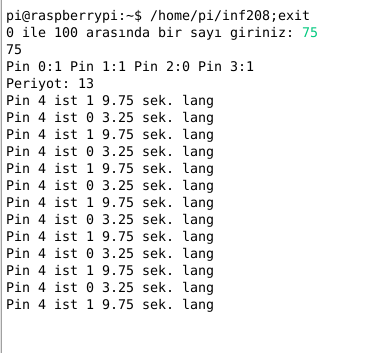 pi@raspberrypi:~$ /home/pi/inf208;exit
0 ile 100 arasında bir sayı giriniz: 75
75
Pin 0:1 Pin 1:1 Pin 2:0 Pin 3:1
Periyot: 13
Pin 4 ist 1 9.75 sek. lang
Pin 4 ist 0 3.25 sek. lang
Pin 4 ist 1 9.75 sek. lang
Pin 4 ist 0 3.25 sek. lang
Pin 4 ist 1 9.75 sek. lang
Pin 4 ist 0 3.25 sek. lang
Pin 4 ist 1 9.75 sek. lang
Pin 4 ist 0 3.25 sek. lang
Pin 4 ist 1 9.75 sek. lang
Pin 4 ist 0 3.25 sek. lang
Pin 4 ist 1 9.75 sek. lang
Pin 4 ist 0 3.25 sek. lang
Pin 4 ist 1 9.75 sek. lang